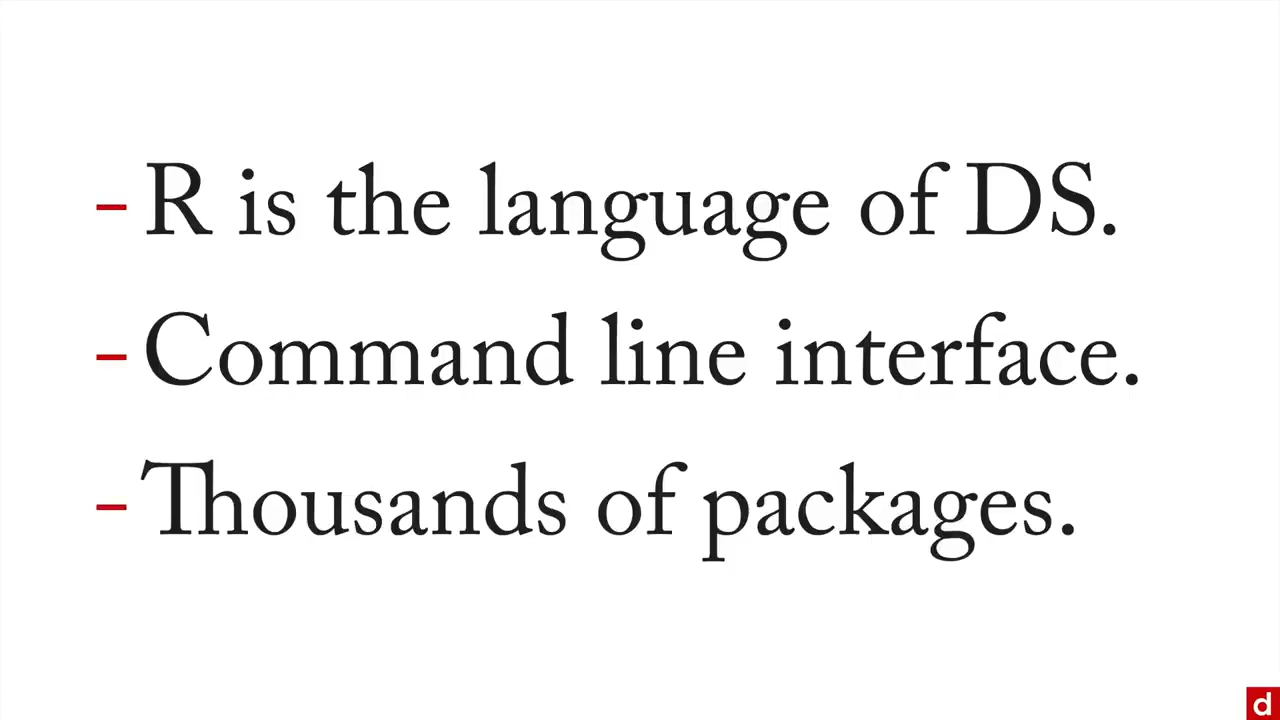 – R is the language of DS.
– Command line interface.
– Thousands of packages.
d